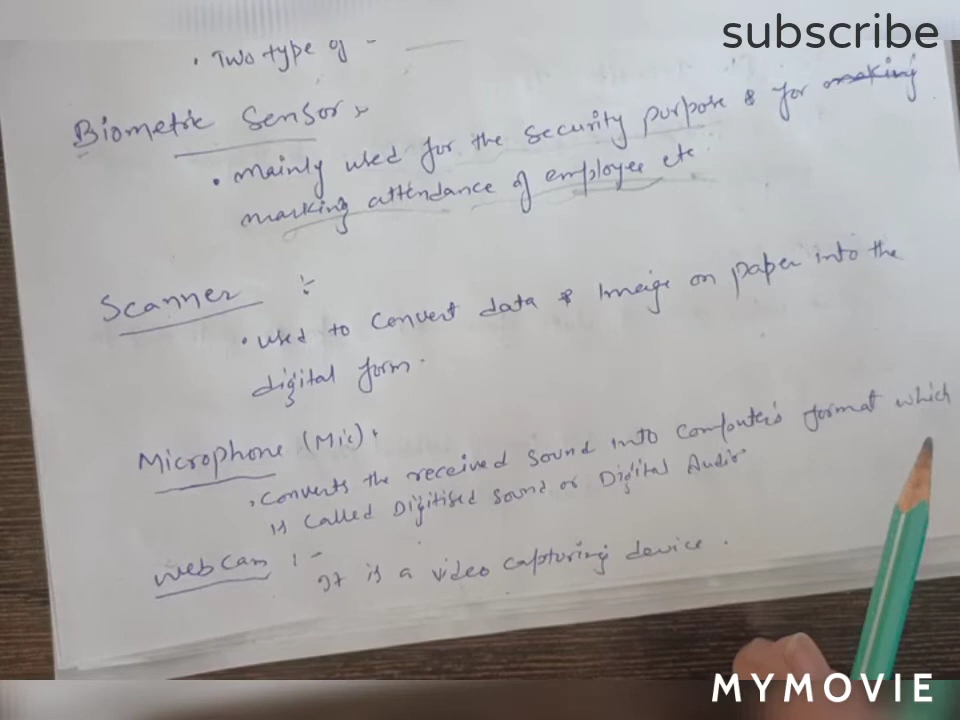 subscribe
• Two type of -
Biometric Sensor :-
• mainly used for the security purpose & for making
marking attendance of employee etc
Scanner :-
• used to convert data & Imeige on paper into the
digital form.
Microphone (Mic) :
• converts the received sound into computer's format which
is called Digitised sound or Digital Audio
webcam :-
It is a video capturing device.
MYMOVIE